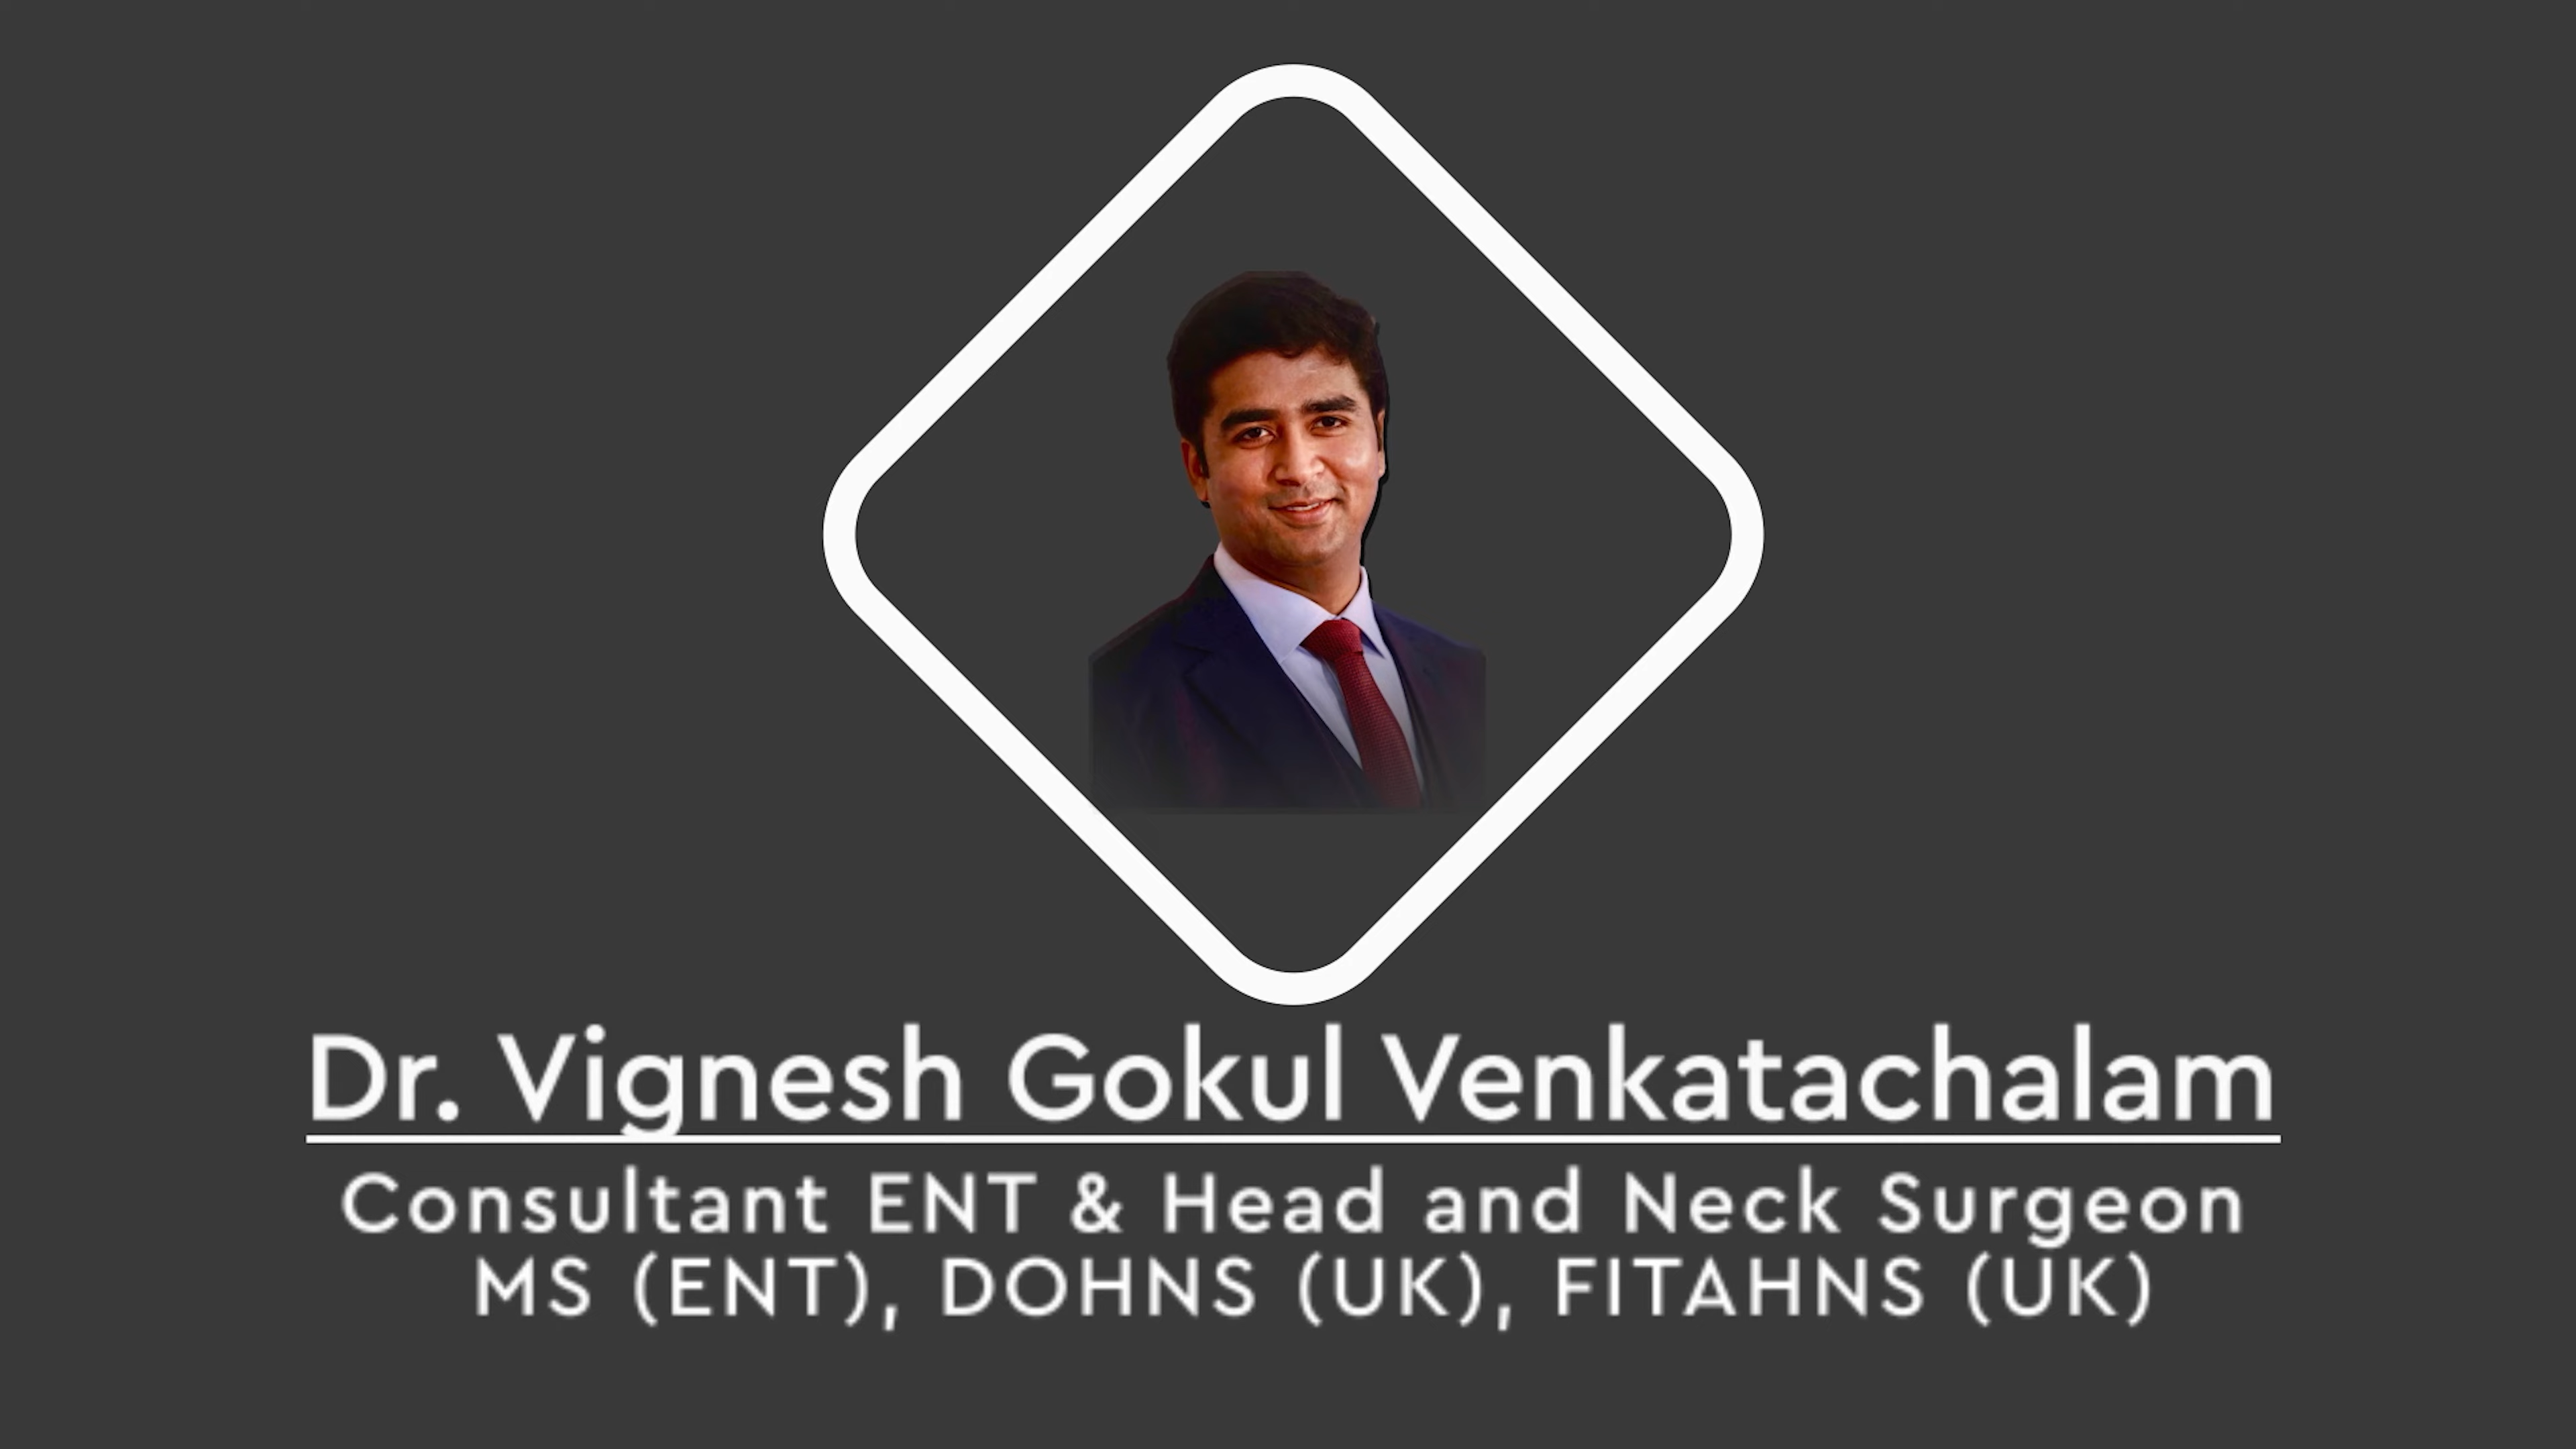 Dr. Vignesh Gokul Venkatachalam
Consultant ENT & Head and Neck Surgeon
MS (ENT), DOHNS (UK), FITAHNS (UK)